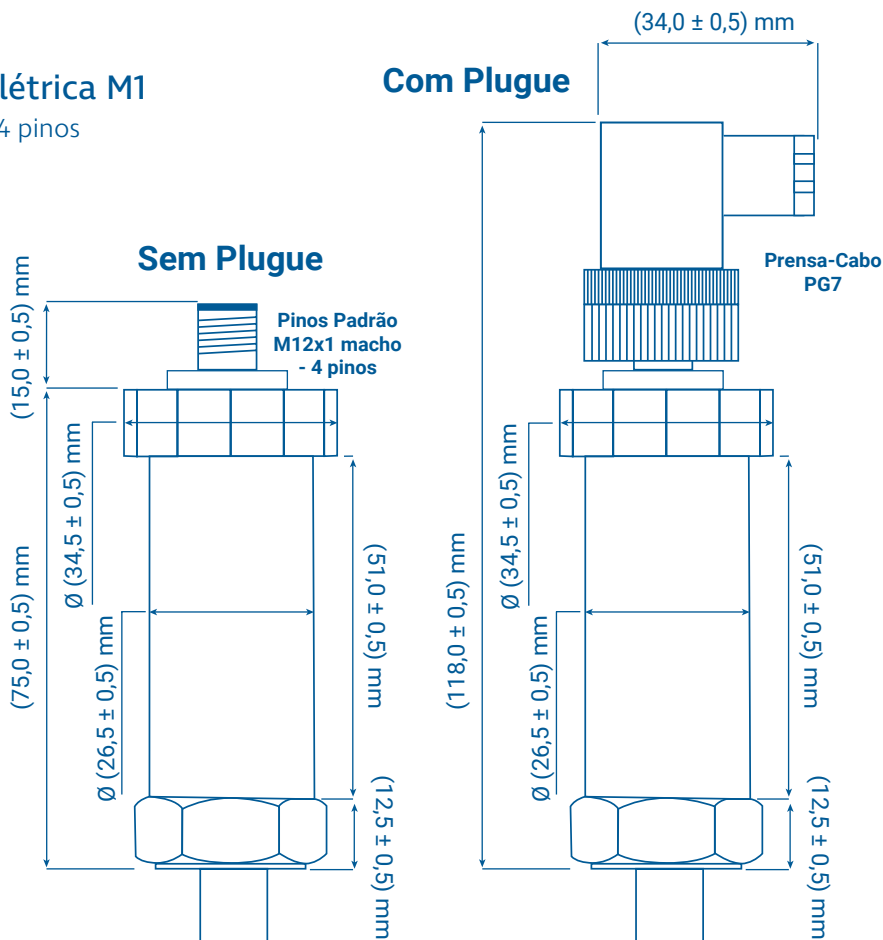 létrica M1
4 pinos
Sem Plugue
(15,0 ± 0,5) mm
Pinos Padrão
M12x1 macho
- 4 pinos
(75,0 ± 0,5) mm
Ø (34,5 ± 0,5) mm
Ø (26,5 ± 0,5) mm
(51,0 ± 0,5) mm
(12,5 ± 0,5) mm
Com Plugue
(34,0 ± 0,5) mm
Prensa-Cabo
PG7
(118,0 ± 0,5) mm
Ø (34,5 ± 0,5) mm
Ø (26,5 ± 0,5) mm
(51,0 ± 0,5) mm
(12,5 ± 0,5) mm